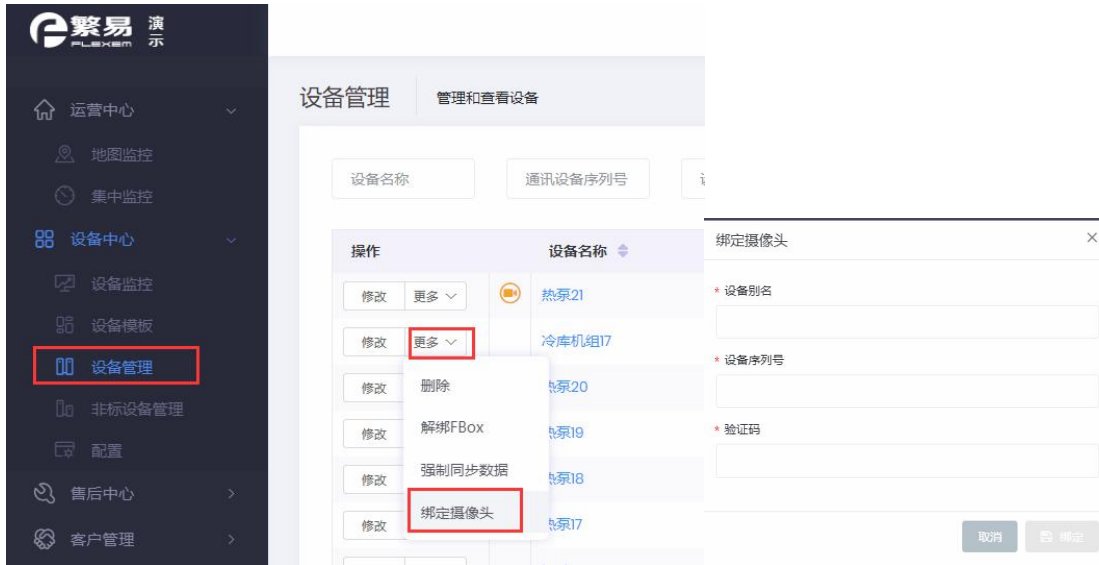 繁易 演示
FLEXEM
运营中心
地图监控
集中监控
设备中心
设备监控
设备模板
设备管理
非标设备管理
配置
售后中心
客户管理
设备管理 管理和查看设备
设备名称 通讯设备序列号
操作 设备名称
修改 更多 热泵21
修改 更多 冷库机组17
修改 热泵20
修改 热泵19
修改 热泵18
修改 热泵17
删除
解绑FBox
强制同步数据
绑定摄像头
绑定摄像头 ×
* 设备别名
* 设备序列号
* 验证码
取消 绑定